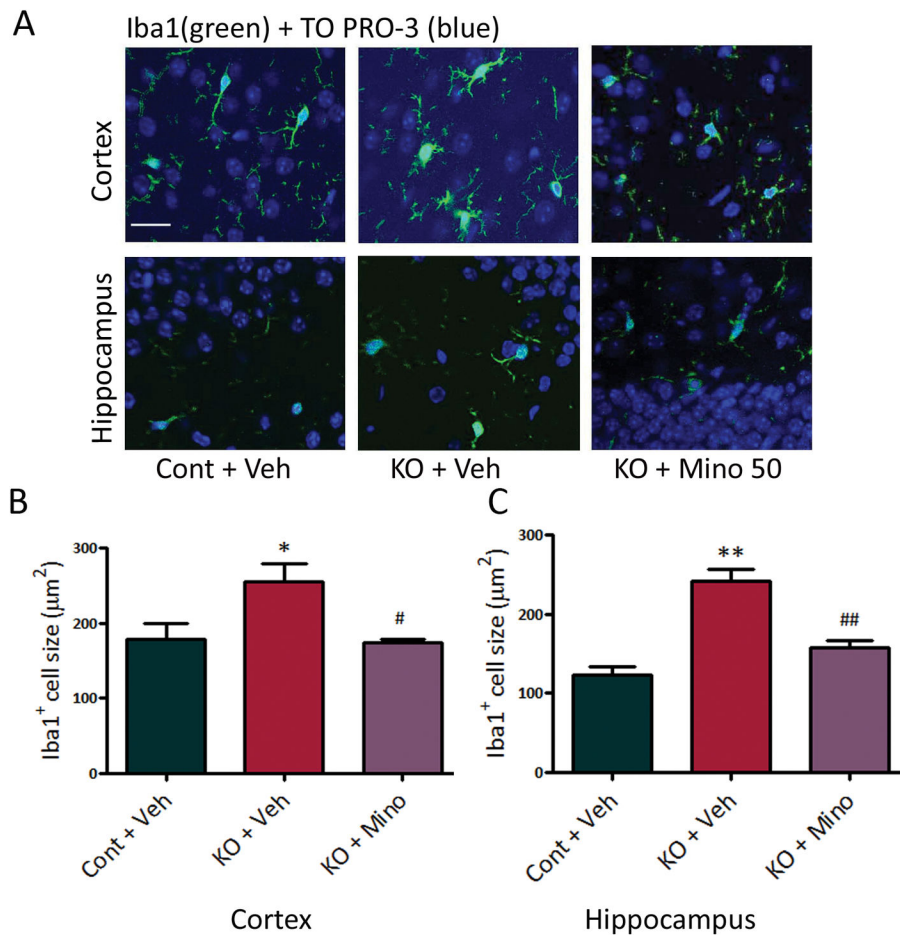 A
Iba1(green) + TO PRO-3 (blue)
Cortex
Hippocampus
Cont + Veh
KO + Veh
KO + Mino 50
B
Iba1+ cell size (μm2)
300
200
100
0
*
#
Cont + Veh
KO + Veh
KO + Mino
Cortex
C
Iba1+ cell size (μm2)
300
200
100
0
**
##
Cont + Veh
KO + Veh
KO + Mino
Hippocampus